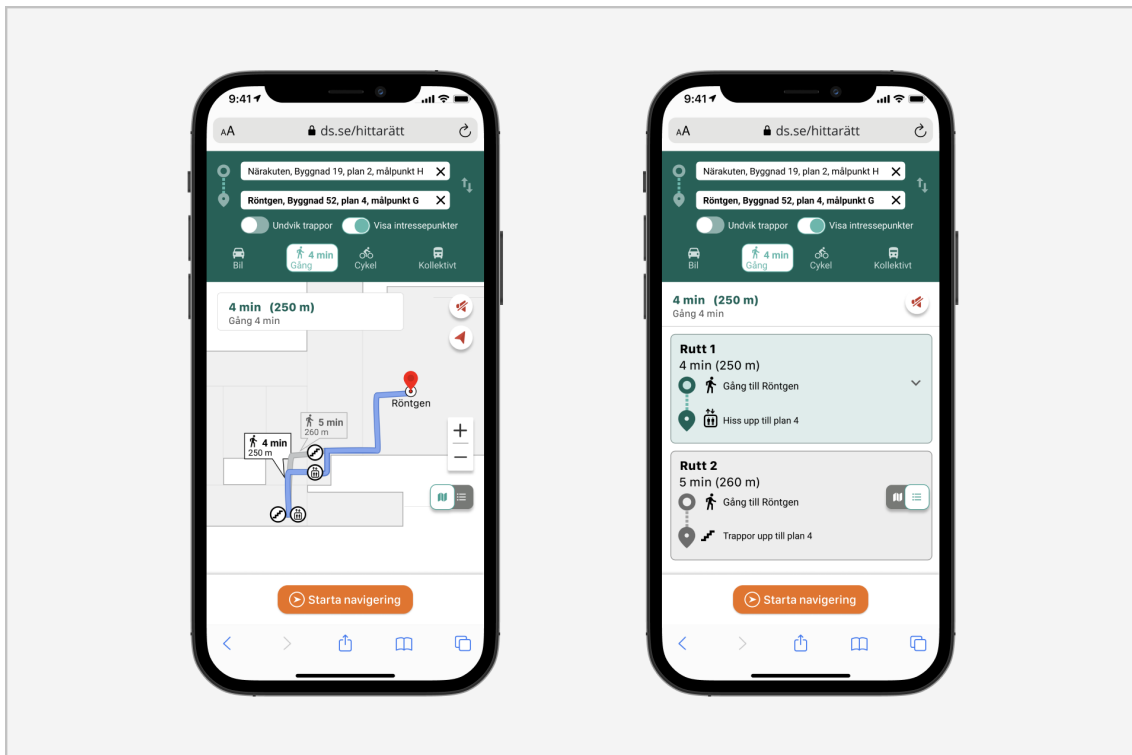 9:41
AA ds.se/hittarätt
Närakuten, Byggnad 19, plan 2, målpunkt H
Röntgen, Byggnad 52, plan 4, målpunkt G
Undvik trappor Visa intressepunkter
4 min
Bil Gång Cykel Kollektivt
4 min (250 m)
Gång 4 min
Röntgen
5 min
260 m
4 min
250 m
Starta navigering
9:41
AA ds.se/hittarätt
Närakuten, Byggnad 19, plan 2, målpunkt H
Röntgen, Byggnad 52, plan 4, målpunkt G
Undvik trappor Visa intressepunkter
4 min
Bil Gång Cykel Kollektivt
4 min (250 m)
Gång 4 min
Rutt 1
4 min (250 m)
Gång till Röntgen
Hiss upp till plan 4
Rutt 2
5 min (260 m)
Gång till Röntgen
Trappor upp till plan 4
Starta navigering